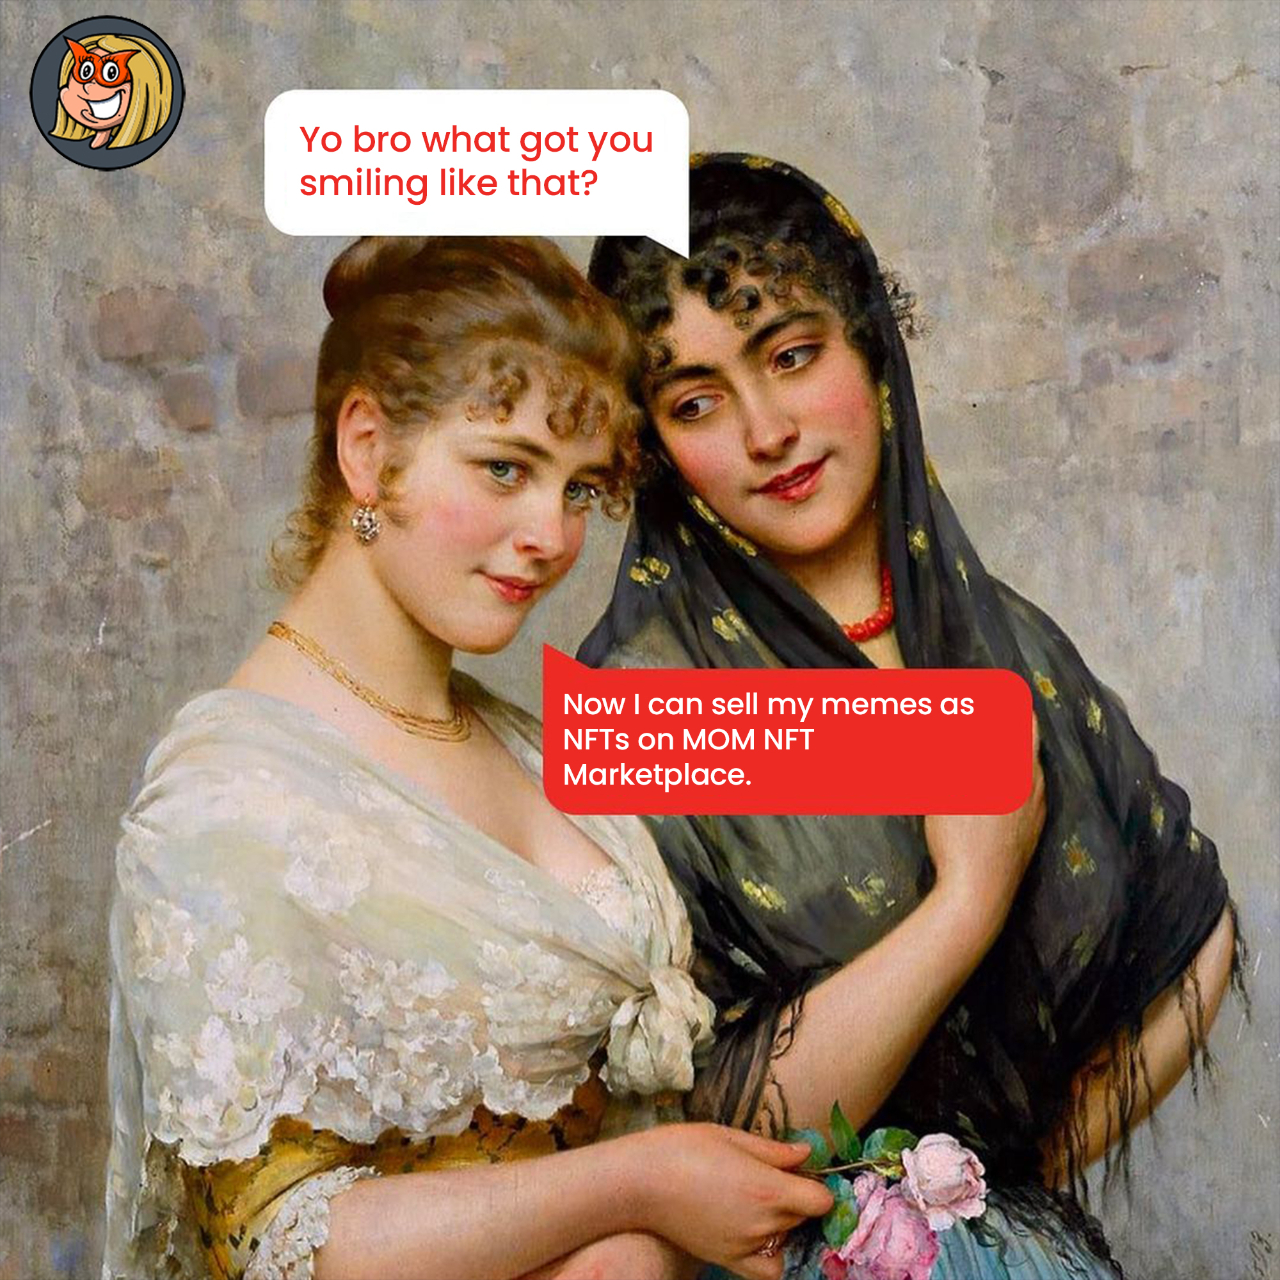 Yo bro what got you
smiling like that?
Now I can sell my memes as
NFTs on MOM NFT
Marketplace.